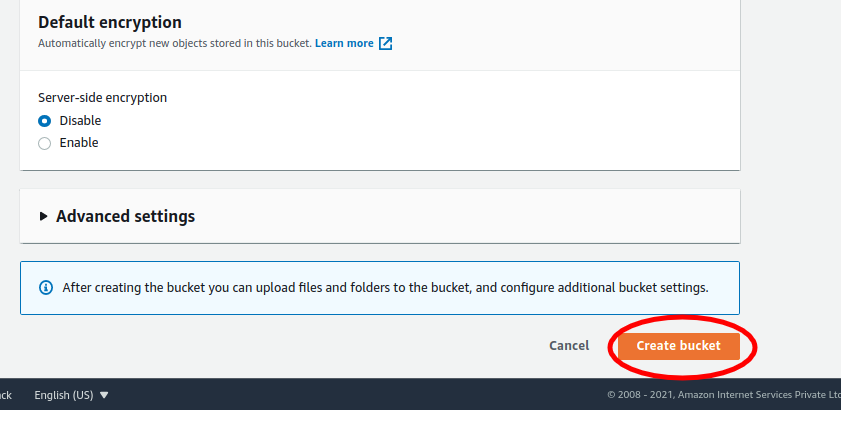 Default encryption
Automatically encrypt new objects stored in this bucket. Learn more
Server-side encryption
Disable
Enable
Advanced settings
After creating the bucket you can upload files and folders to the bucket, and configure additional bucket settings.
Cancel
Create bucket
English (US)
© 2008 - 2021, Amazon Internet Services Private